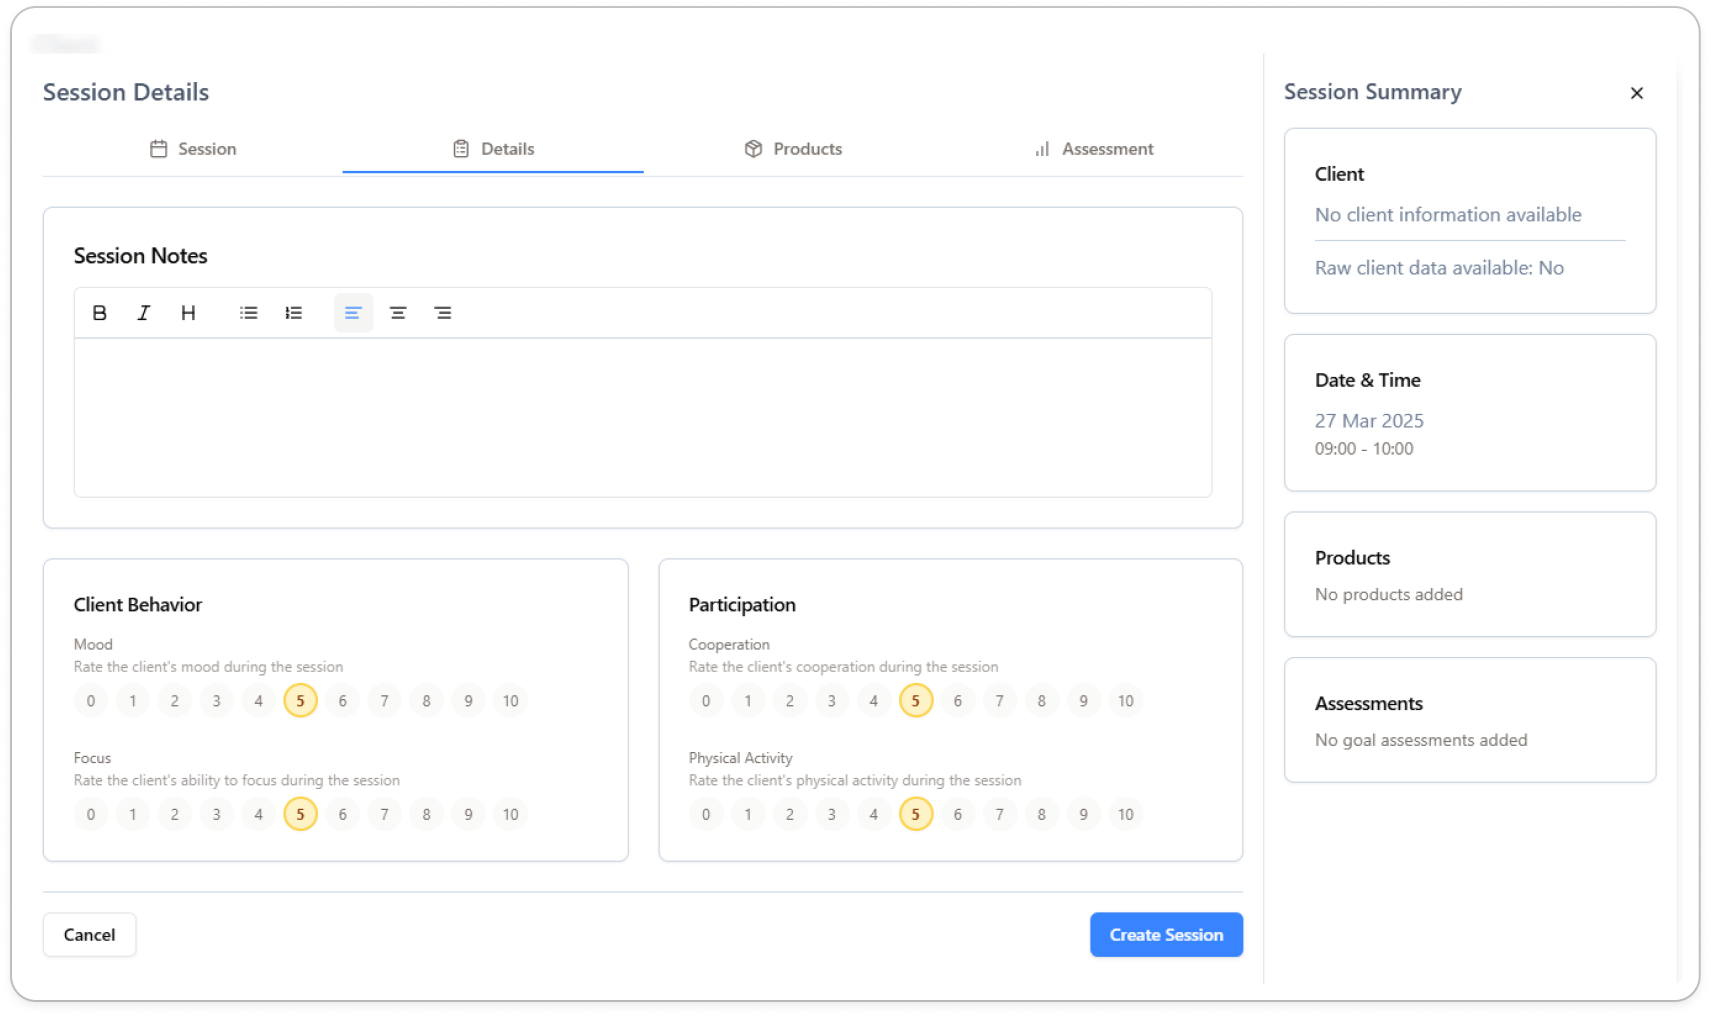 Session Details
Session
Details
Products
Assessment
Session Notes
B I H
Client Behavior
Mood
Rate the client's mood during the session
0 1 2 3 4 5 6 7 8 9 10
Focus
Rate the client's ability to focus during the session
0 1 2 3 4 5 6 7 8 9 10
Participation
Cooperation
Rate the client's cooperation during the session
0 1 2 3 4 5 6 7 8 9 10
Physical Activity
Rate the client's physical activity during the session
0 1 2 3 4 5 6 7 8 9 10
Cancel
Create Session
Session Summary
Client
No client information available
Raw client data available: No
Date & Time
27 Mar 2025
09:00 - 10:00
Products
No products added
Assessments
No goal assessments added